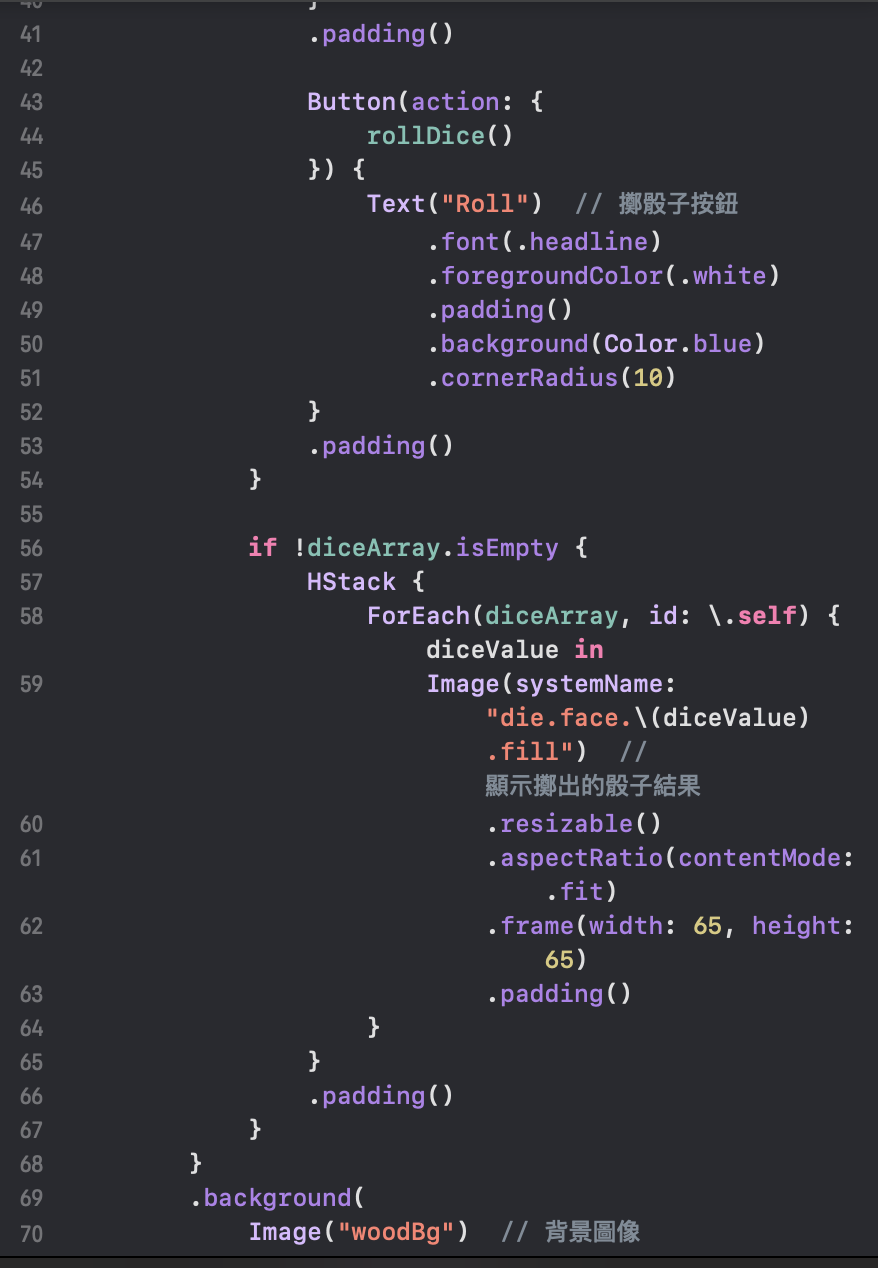 40 }
41 .padding()
42
43 Button(action: {
44 rollDice()
45 }) {
46 Text("Roll")  // 擲骰子按鈕
47 .font(.headline)
48 .foregroundColor(.white)
49 .padding()
50 .background(Color.blue)
51 .cornerRadius(10)
52 }
53 .padding()
54 }
55
56 if !diceArray.isEmpty {
57 HStack {
58 ForEach(diceArray, id: \.self) {
diceValue in
59 Image(systemName:
"die.face.\(diceValue)
.fill")  //
顯示擲出的骰子結果
60 .resizable()
61 .aspectRatio(contentMode:
.fit)
62 .frame(width: 65, height:
65)
63 .padding()
64 }
65 }
66 .padding()
67 }
68 }
69 .background(
70 Image("woodBg")  // 背景圖像